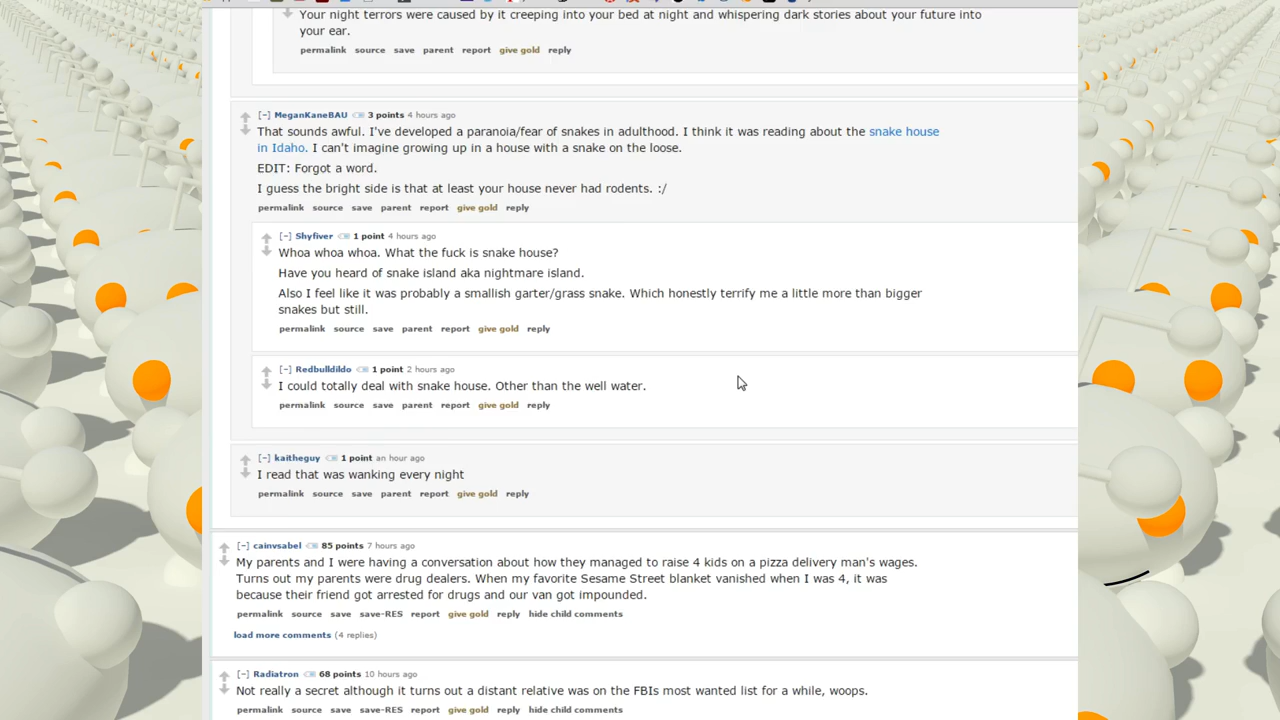 Your night terrors were caused by it creeping into your bed at night and whispering dark stories about your future into
your ear.
permalink source save parent report give gold reply
[–] MeganKaneBAU 3 points 4 hours ago
That sounds awful. I've developed a paranoia/fear of snakes in adulthood. I think it was reading about the snake house
in Idaho. I can't imagine growing up in a house with a snake on the loose.
EDIT: Forgot a word.
I guess the bright side is that at least your house never had rodents. :/
permalink source save parent report give gold reply
[–] Shyfiver 1 point 4 hours ago
Whoa whoa whoa. What the fuck is snake house?
Have you heard of snake island aka nightmare island.
Also I feel like it was probably a smallish garter/grass snake. Which honestly terrify me a little more than bigger
snakes but still.
permalink source save parent report give gold reply
[–] Redbulldildo 1 point 2 hours ago
I could totally deal with snake house. Other than the well water.
permalink source save parent report give gold reply
[–] kaitheguy 1 point an hour ago
I read that was wanking every night
permalink source save parent report give gold reply
[–] cainvsabel 85 points 7 hours ago
My parents and I were having a conversation about how they managed to raise 4 kids on a pizza delivery man's wages.
Turns out my parents were drug dealers. When my favorite Sesame Street blanket vanished when I was 4, it was
because their friend got arrested for drugs and our van got impounded.
permalink source save save-RES report give gold reply hide child comments
load more comments (4 replies)
[–] Radiatron 68 points 10 hours ago
Not really a secret although it turns out a distant relative was on the FBIs most wanted list for a while, woops.
permalink source save save-RES report give gold reply hide child comments